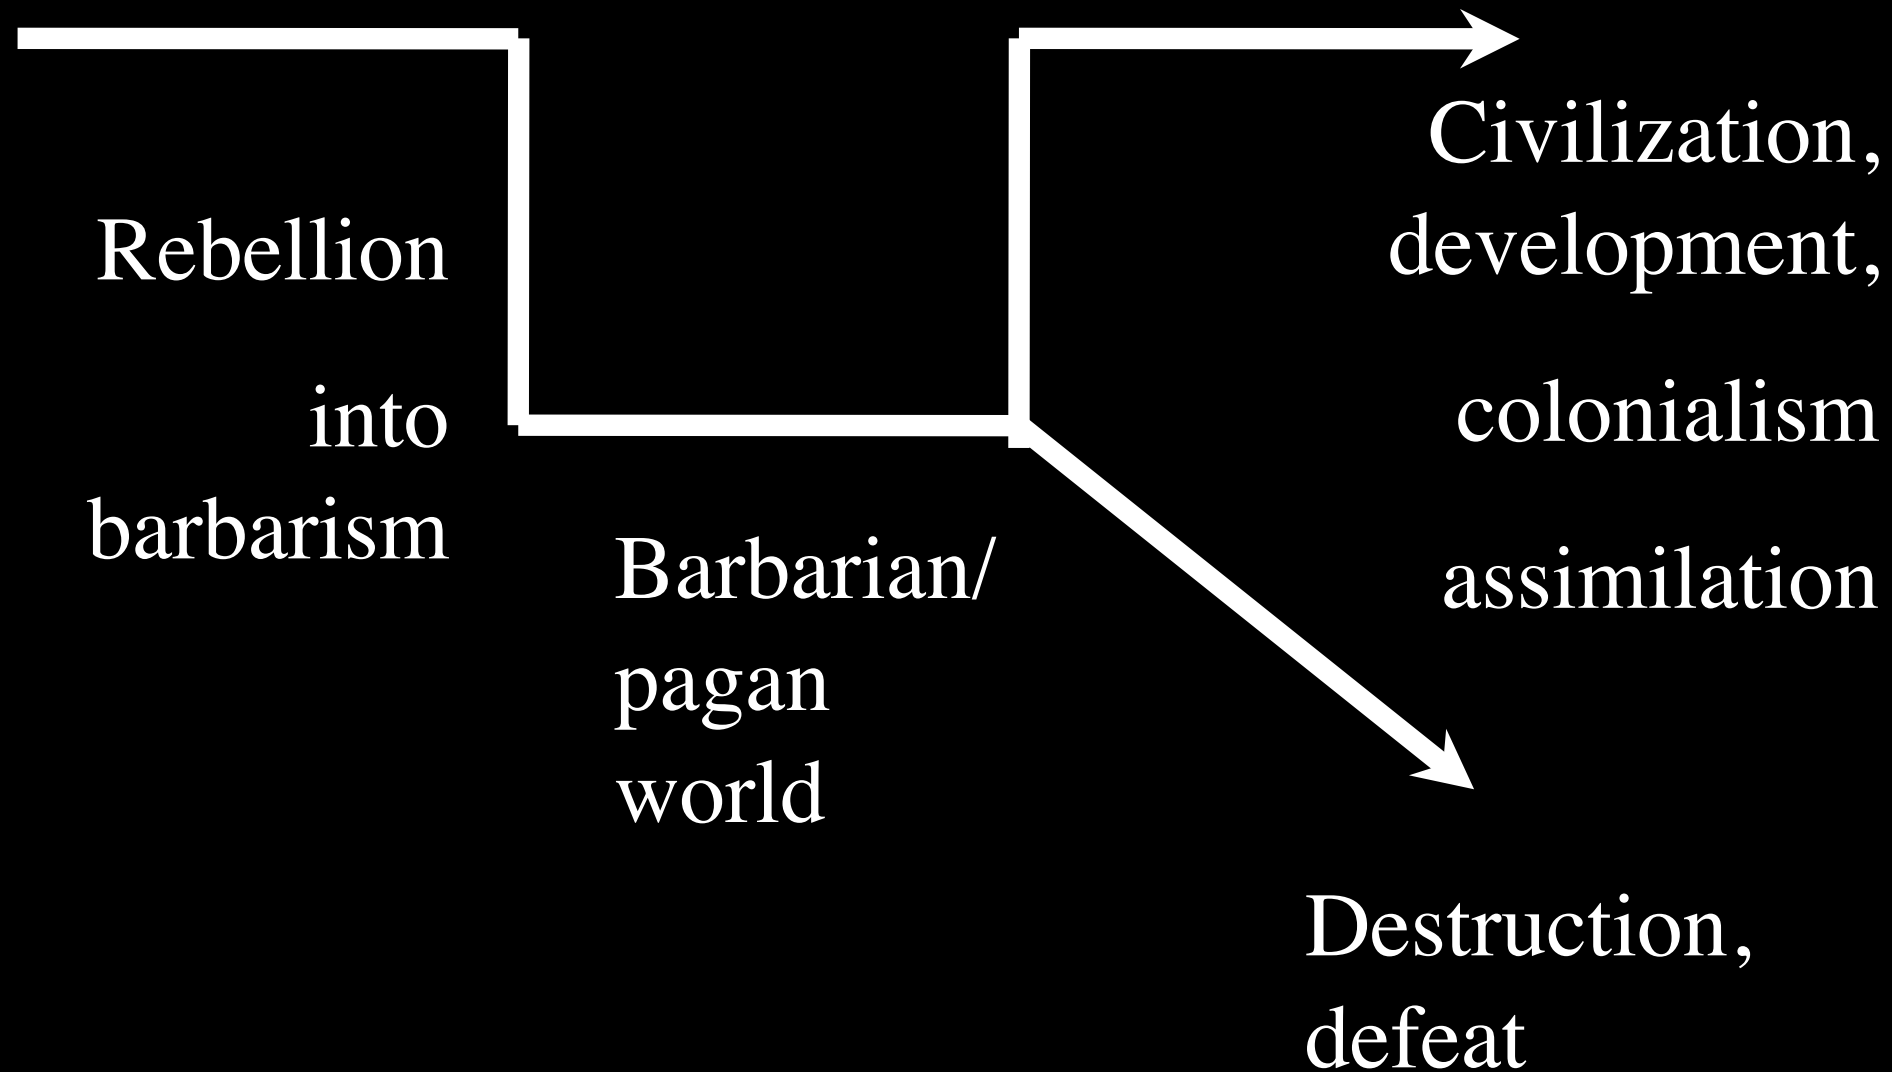 Rebellion
into
barbarism
Barbarian/
pagan
world
Civilization,
development,
colonialism
assimilation
Destruction,
defeat